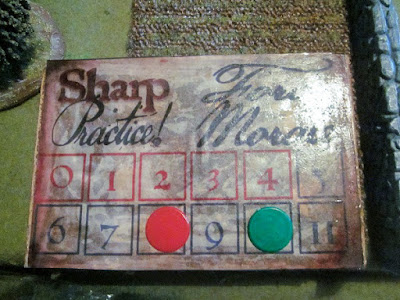 Sharp
Practice!
Force
Morale
0 1 2 3 4 5
6 7 9 11